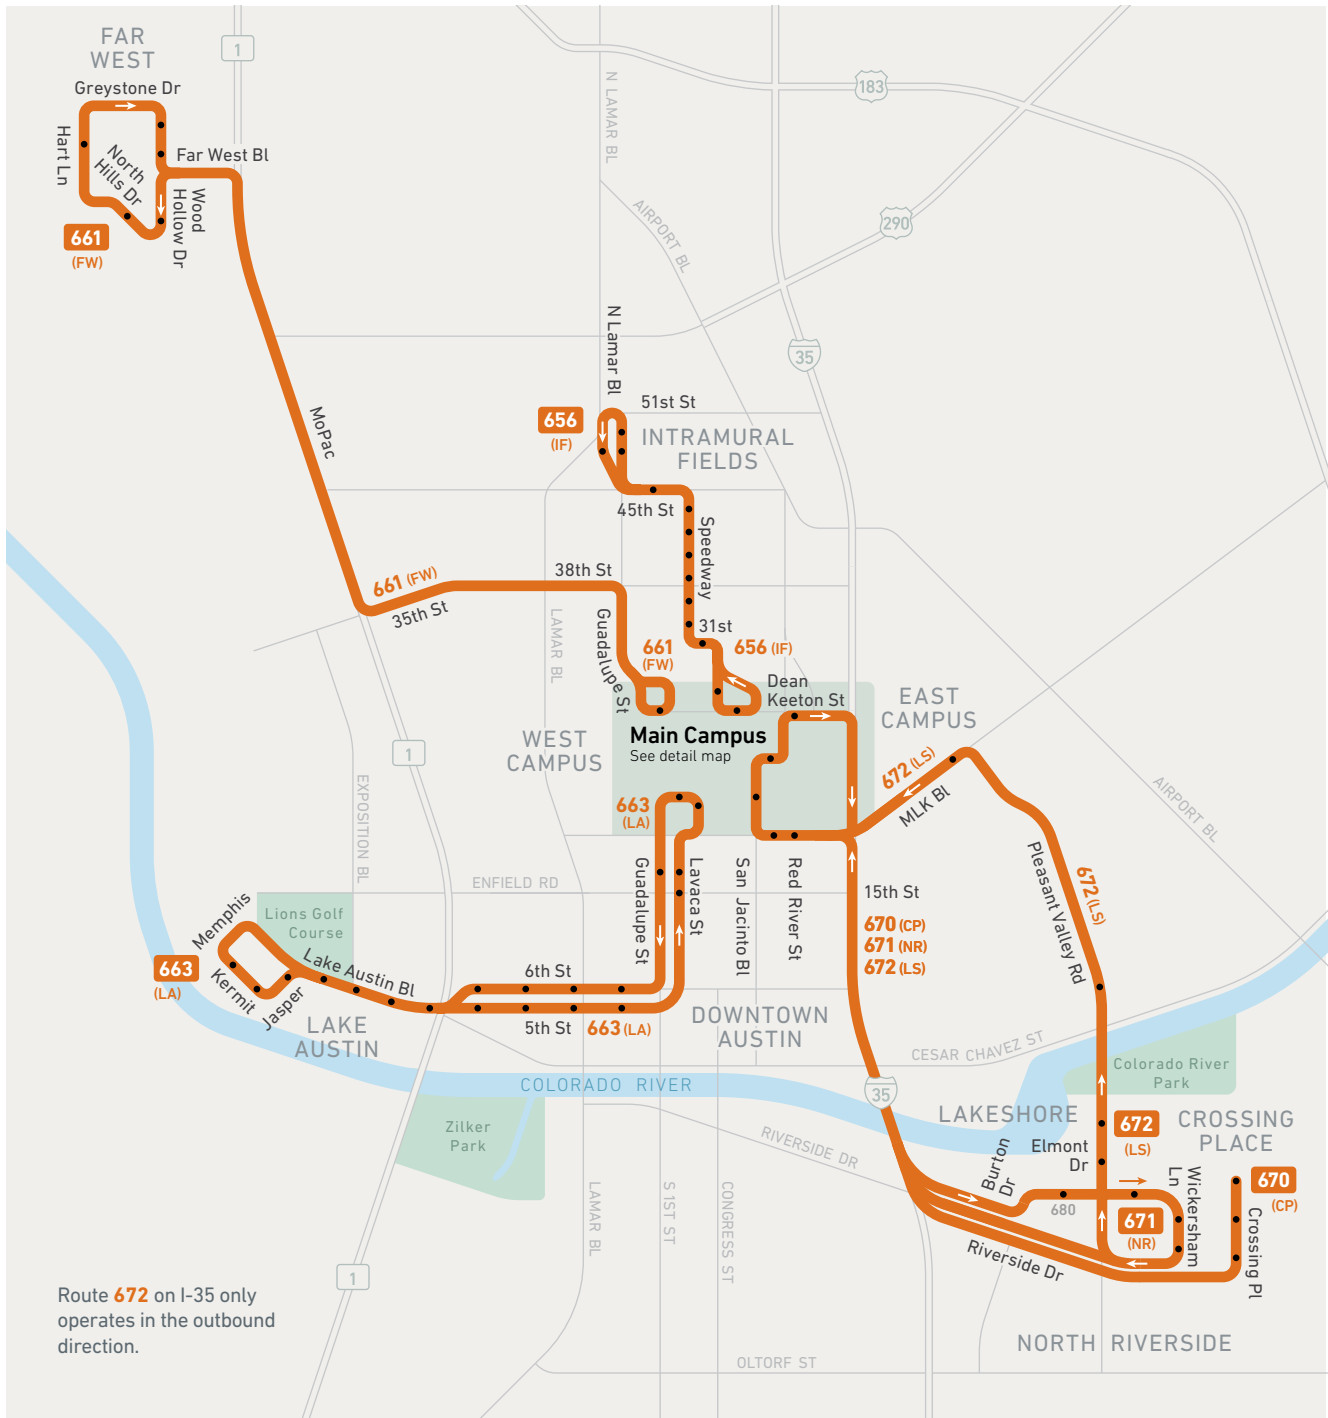 FAR
WEST
1
Greystone Dr
183
N LAMAR BL
Hart Ln
North
Hills Dr
Far West Bl
Wood
Hollow Dr
AIRPORT BL
290
661
(FW)
N Lamar Bl
35
MoPac
51st St
656
(IF)
INTRAMURAL
FIELDS
45th St
Speedway
661 (FW)
38th St
35th St
LAMAR BL
Guadalupe St
31st
661
(FW)
656 (IF)
Dean
Keeton St
EAST
CAMPUS
WEST
CAMPUS
Main Campus
See detail map
1
672 (LS)
MLK Bl
EXPOSITION BL
663
(LA)
AIRPORT BL
Guadalupe St
Lavaca St
San Jacinto Bl
Red River St
Pleasant Valley Rd
672 (LS)
ENFIELD RD
15th St
Memphis
Lions Golf
Course
670 (CP)
671 (NR)
672 (LS)
663
(LA)
Kermit
Jasper
Lake Austin Bl
6th St
5th St
663 (LA)
LAKE
AUSTIN
DOWNTOWN
AUSTIN
CESAR CHAVEZ ST
COLORADO RIVER
35
Colorado River
Park
LAKESHORE
CROSSING
PLACE
Zilker
Park
RIVERSIDE DR
Burton
Dr
Elmont
Dr
672
(LS)
Wickersham
Ln
670
(CP)
680
671
(NR)
Crossing Pl
LAMAR BL
S 1ST ST
CONGRESS ST
Riverside Dr
1
Route 672 on I-35 only
operates in the outbound
direction.
NORTH RIVERSIDE
OLTORF ST